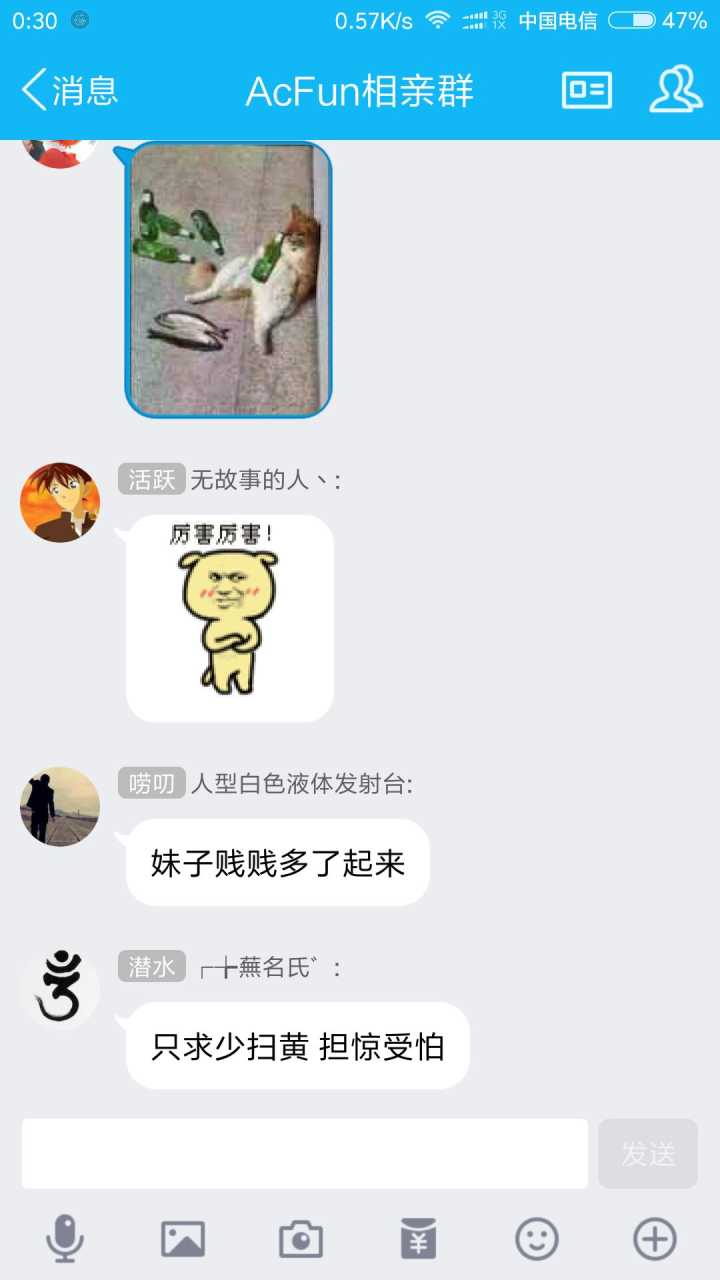 0:30 0.57K/s 3G 1X 中国电信 47%
消息 AcFun相亲群
活跃 无故事的人丶:
厉害厉害!
唠叨 人型白色液体发射台:
妹子贱贱多了起来
潜水 ┌╊蕪名氏゛:
只求少扫黄 担惊受怕
发送
¥